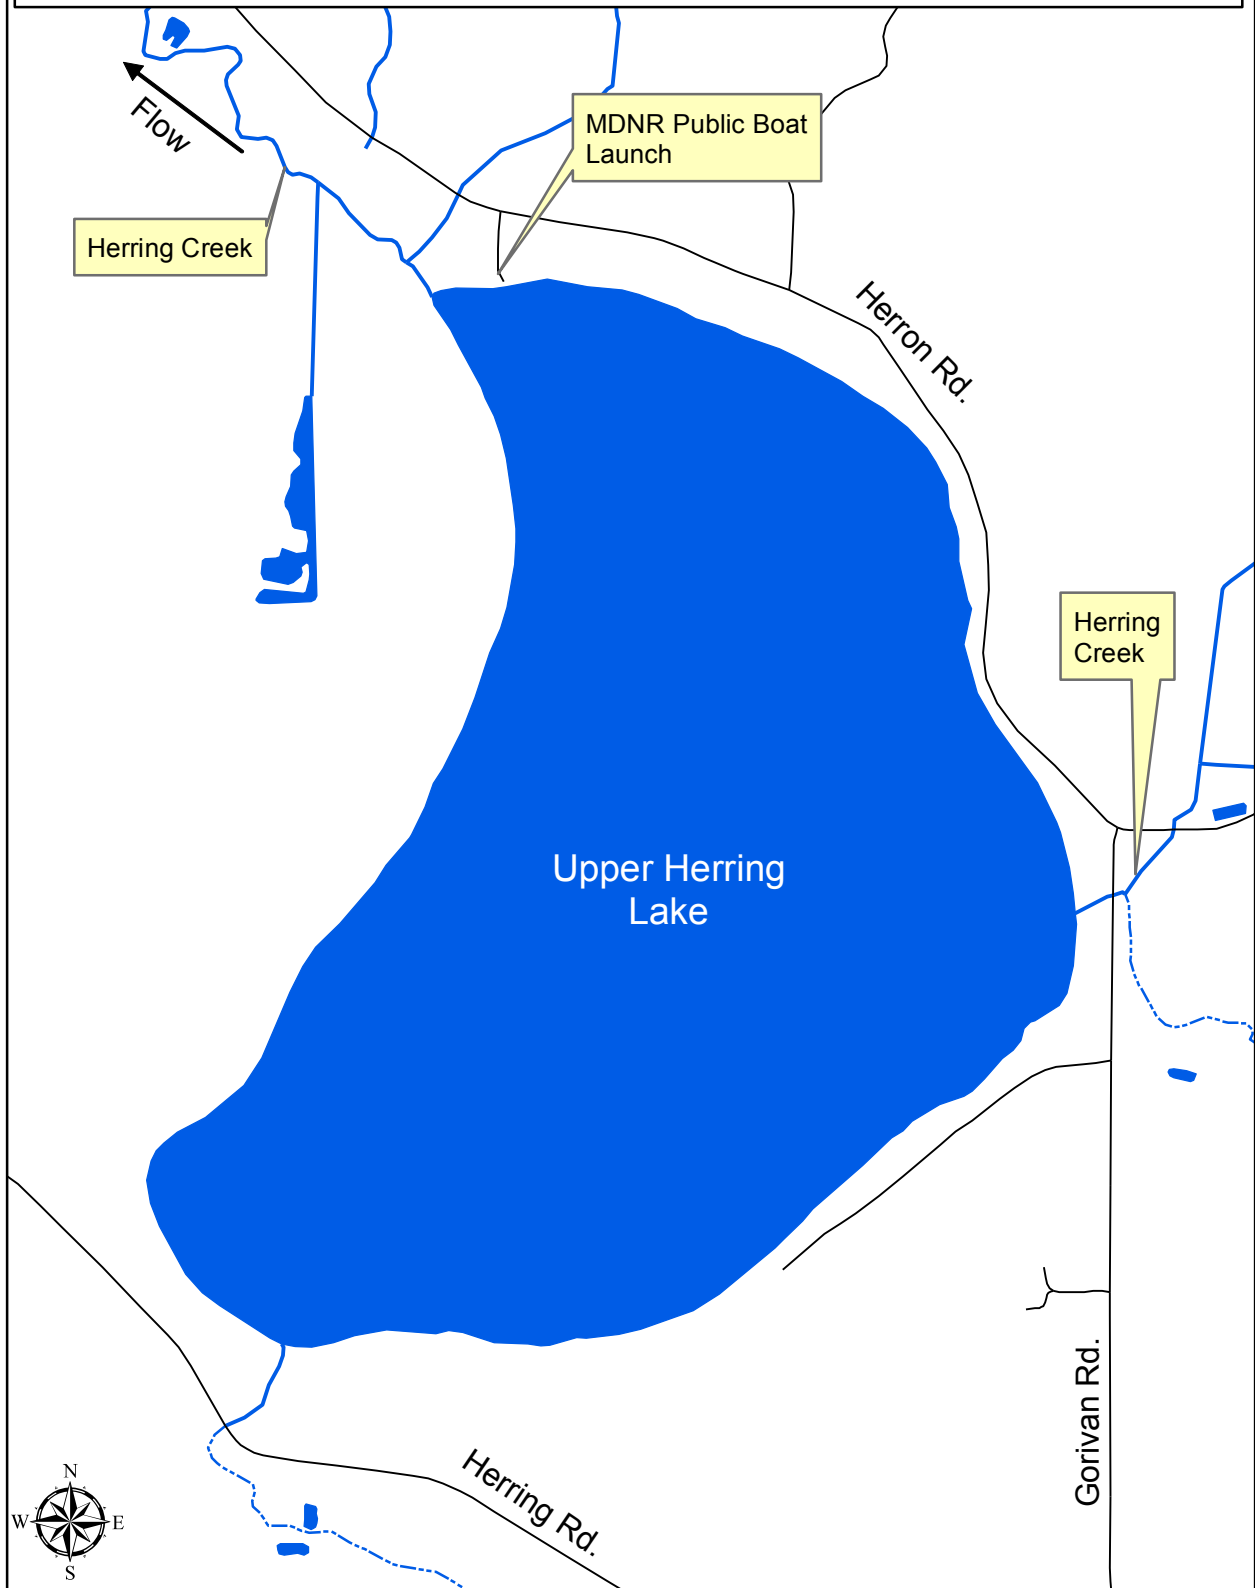 Flow
MDNR Public Boat
Launch
Herring Creek
Herron Rd.
Herring
Creek
Upper Herring
Lake
Gorivan Rd.
Herring Rd.
N
W
E
S